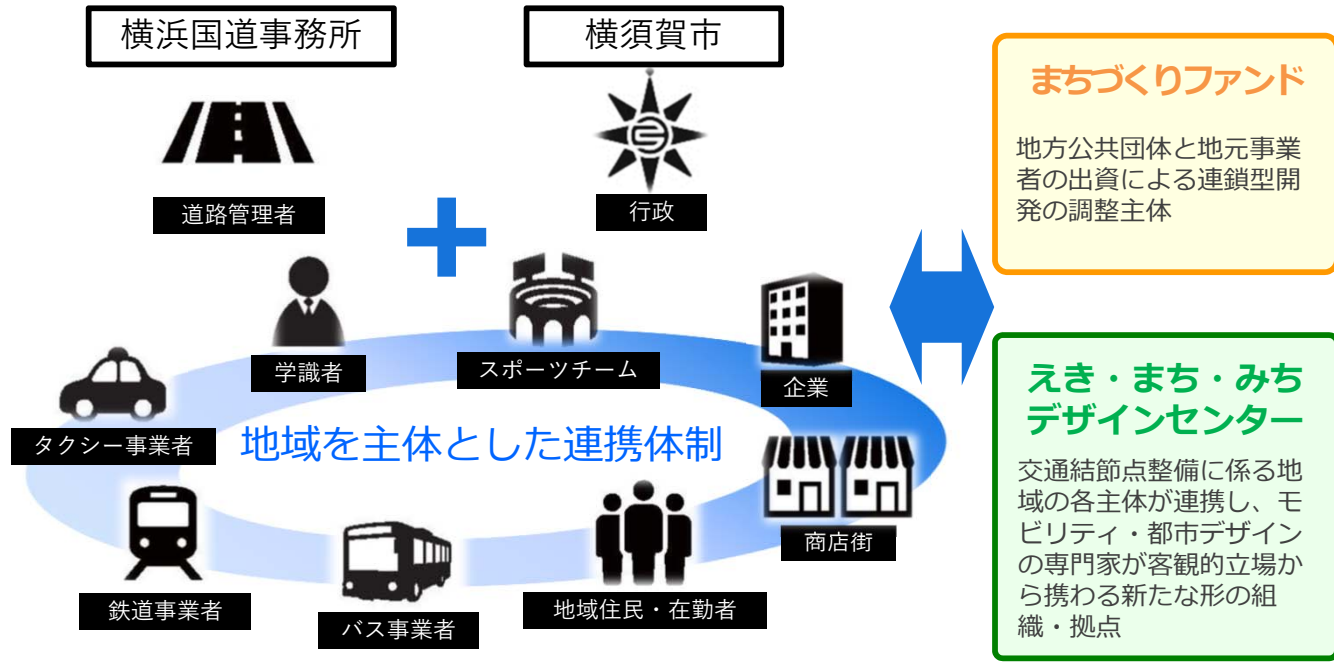 横浜国道事務所
横須賀市
道路管理者
行政
学識者
スポーツチーム
企業
タクシー事業者
地域を主体とした連携体制
商店街
鉄道事業者
バス事業者
地域住民・在勤者
まちづくりファンド
地方公共団体と地元事業
者の出資による連鎖型開
発の調整主体
えき・まち・みち
デザインセンター
交通結節点整備に係る地
域の各主体が連携し、モ
ビリティ・都市デザイン
の専門家が客観的立場か
ら携わる新たな形の組
織・拠点